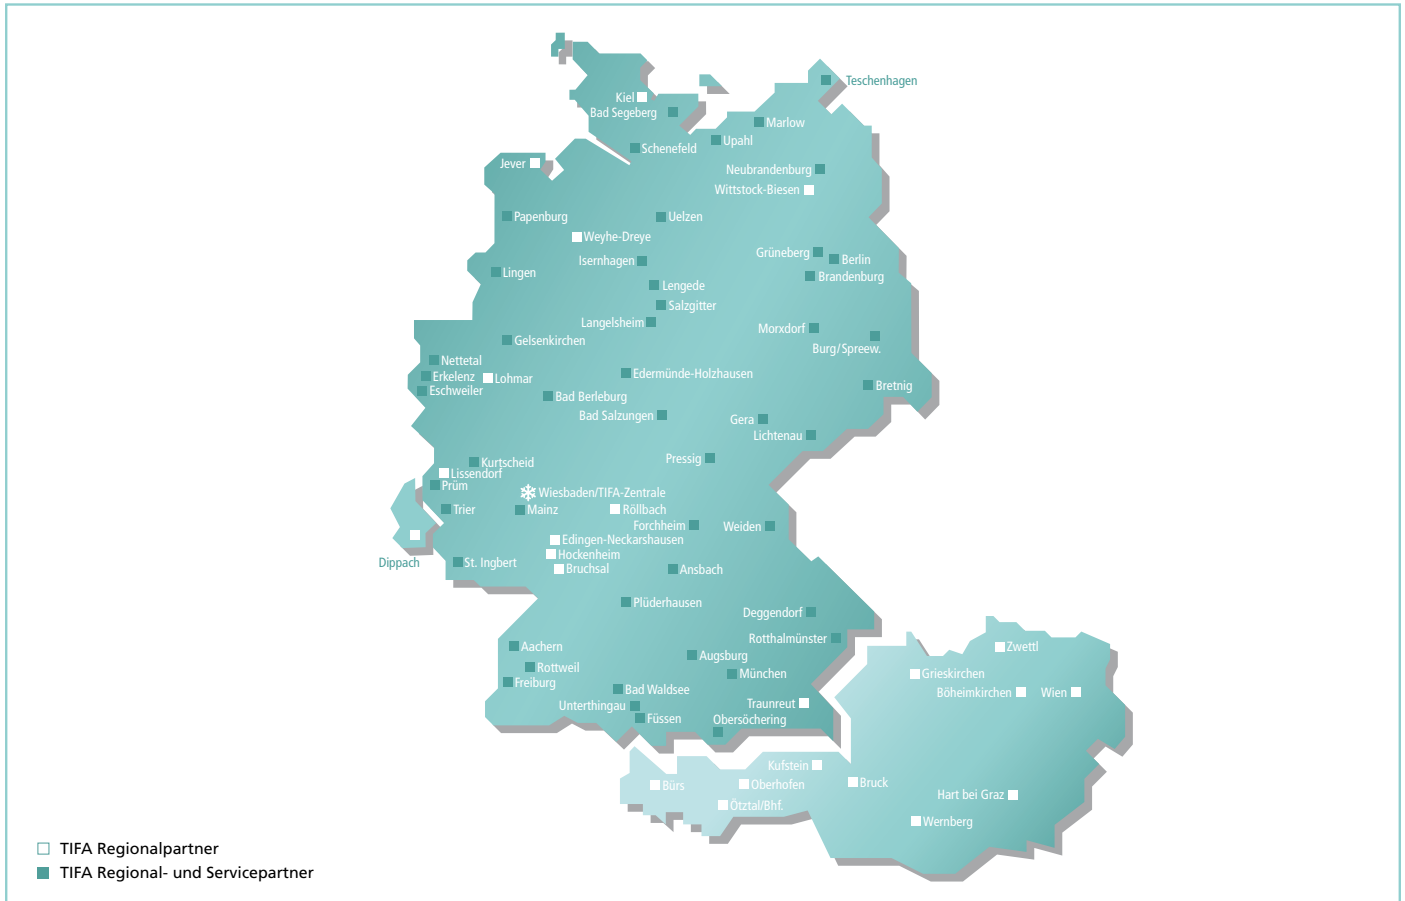 Teschenhagen
Kiel
Bad Segeberg
Marlow
Upahl
Schenefeld
Jever
Neubrandenburg
Wittstock-Biesen
Papenburg
Uelzen
Weyhe-Dreye
Grüneberg
Berlin
Isernhagen
Lingen
Brandenburg
Lengede
Salzgitter
Langelsheim
Morxdorf
Gelsenkirchen
Burg/Spreew.
Nettetal
Erkelenz
Lohmar
Edermünde-Holzhausen
Eschweiler
Bretnig
Bad Berleburg
Bad Salzungen
Gera
Lichtenau
Kurtscheid
Pressig
Lissendorf
Prüm
Wiesbaden/TIFA-Zentrale
Trier
Mainz
Röllbach
Forchheim
Weiden
Edingen-Neckarshausen
Hockenheim
Dippach
St. Ingbert
Bruchsal
Ansbach
Plüderhausen
Deggendorf
Rotthalmünster
Aachern
Zwettl
Augsburg
Rottweil
München
Grieskirchen
Freiburg
Bad Waldsee
Böheimkirchen
Wien
Unterthingau
Traunreut
Füssen
Obersöchering
Kufstein
Bürs
Oberhofen
Bruck
Hart bei Graz
Ötztal/Bhf.
Wernberg
TIFA Regionalpartner
TIFA Regional- und Servicepartner